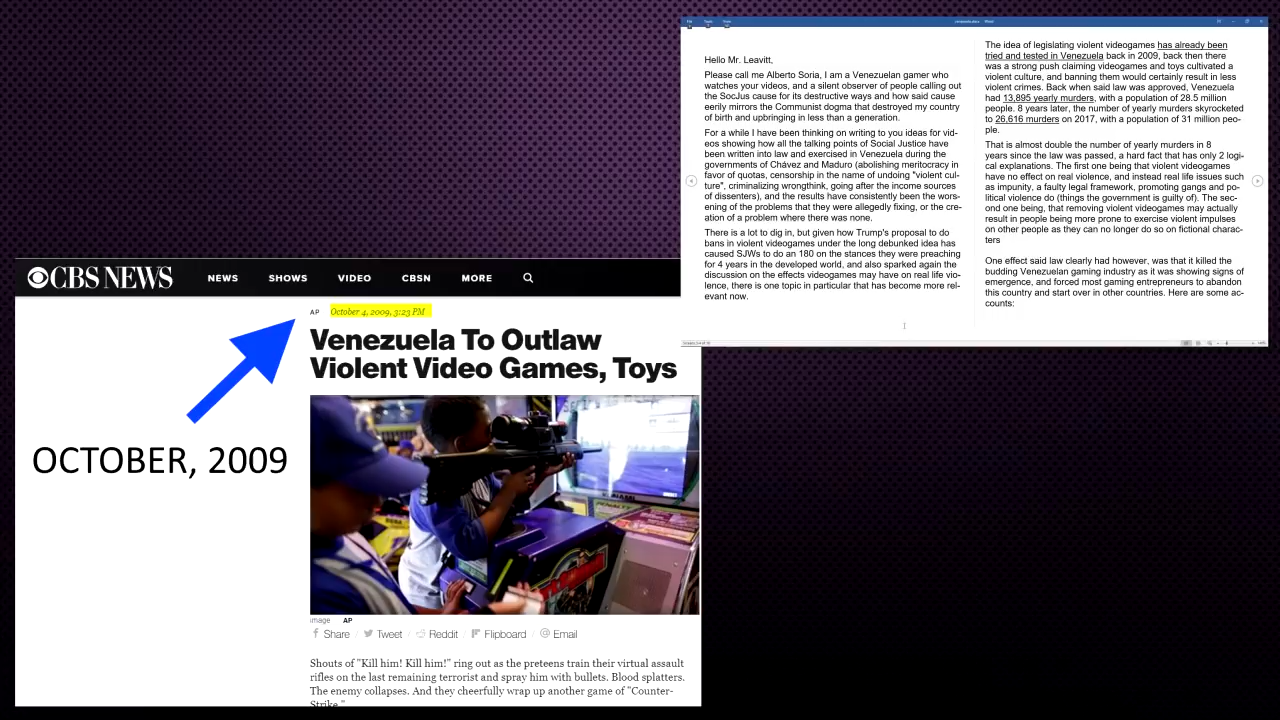 Hello Mr. Leavitt,
Please call me Alberto Soria, I am a Venezuelan gamer who
watches your videos, and a silent observer of people calling out
the SocJus cause for its destructive ways and how said cause
eerily mirrors the Communist dogma that destroyed my country
of birth and upbringing in less than a generation.
For a while I have been thinking on writing to you ideas for vid-
eos showing how all the talking points of Social Justice have
been written into law and exercised in Venezuela during the
governments of Chávez and Maduro (abolishing meritocracy in
favor of quotas, censorship in the name of undoing "violent cul-
ture", criminalizing wrongthink, going after the income sources
of dissenters), and the results have consistently been the wors-
ening of the problems that they were allegedly fixing, or the cre-
ation of a problem where there was none.
There is a lot to dig in, but given how Trump's proposal to do
bans in violent videogames under the long debunked idea has
caused SJWs to do an 180 on the stances they were preaching
for 4 years in the developed world, and also sparked again the
discussion on the effects videogames may have on real life vio-
lence, there is one topic in particular that has become more rel-
evant now.
The idea of legislating violent videogames has already been
tried and tested in Venezuela back in 2009, back then there
was a strong push claiming videogames and toys cultivated a
violent culture, and banning them would certainly result in less
violent crimes. Back when said law was approved, Venezuela
had 13,895 yearly murders, with a population of 28.5 million
people. 8 years later, the number of yearly murders skyrocketed
to 26,616 murders on 2017, with a population of 31 million peo-
ple.
That is almost double the number of yearly murders in 8
years since the law was passed, a hard fact that has only 2 logi-
cal explanations. The first one being that violent videogames
have no effect on real violence, and instead real life issues such
as impunity, a faulty legal framework, promoting gangs and po-
litical violence do (things the government is guilty of). The sec-
ond one being, that removing violent videogames may actually
result in people being more prone to exercise violent impulses
on other people as they can no longer do so on fictional charac-
ters
One effect said law clearly had however, was that it killed the
budding Venezuelan gaming industry as it was showing signs of
emergence, and forced most gaming entrepreneurs to abandon
this country and start over in other countries. Here are some ac-
counts:
CBS NEWS
NEWS SHOWS VIDEO CBSN MORE
AP October 4, 2009, 3:23 PM
Venezuela To Outlaw
Violent Video Games, Toys
OCTOBER, 2009
image AP
Share / Tweet / Reddit / Flipboard / Email
Shouts of "Kill him! Kill him!" ring out as the preteens train their virtual assault
rifles on the last remaining terrorist and spray him with bullets. Blood splatters.
The enemy collapses. And they cheerfully wrap up another game of "Counter-
Strike."